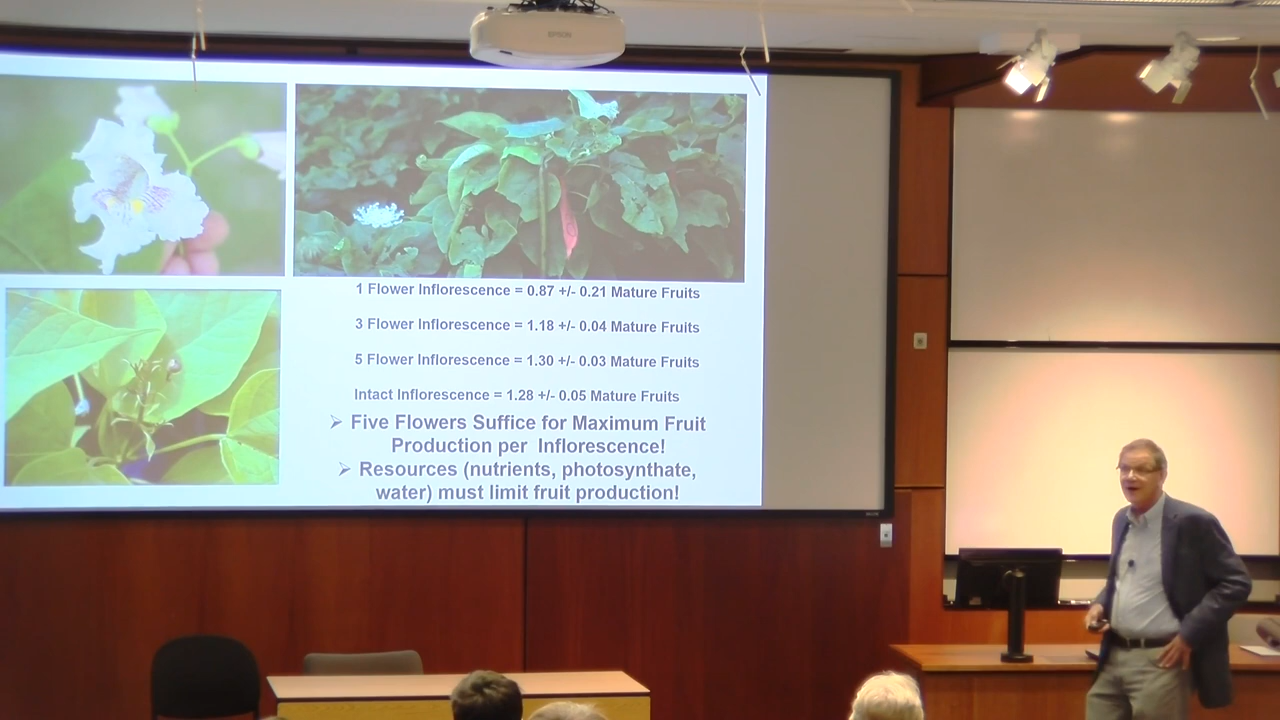 EPSON
1 Flower Inflorescence = 0.87 +/- 0.21 Mature Fruits
3 Flower Inflorescence = 1.18 +/- 0.04 Mature Fruits
5 Flower Inflorescence = 1.30 +/- 0.03 Mature Fruits
Intact Inflorescence = 1.28 +/- 0.05 Mature Fruits
➢ Five Flowers Suffice for Maximum Fruit
Production per Inflorescence!
➢ Resources (nutrients, photosynthate,
water) must limit fruit production!